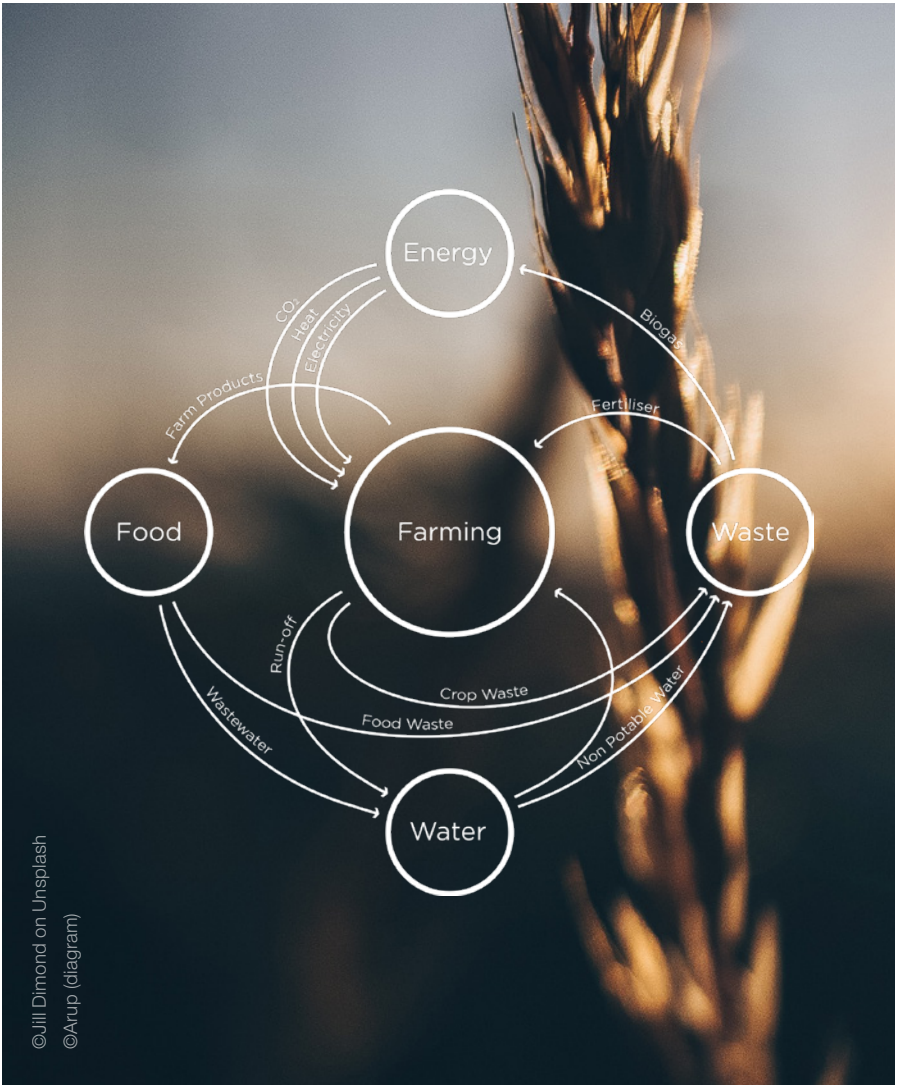 Energy
CO₂
Heat
Electricity
Biogas
Farm Products
Fertiliser
Food
Farming
Waste
Run-off
Crop Waste
Food Waste
Wastewater
Non Potable Water
Water
©Jill Dimond on Unsplash
©Arup (diagram)